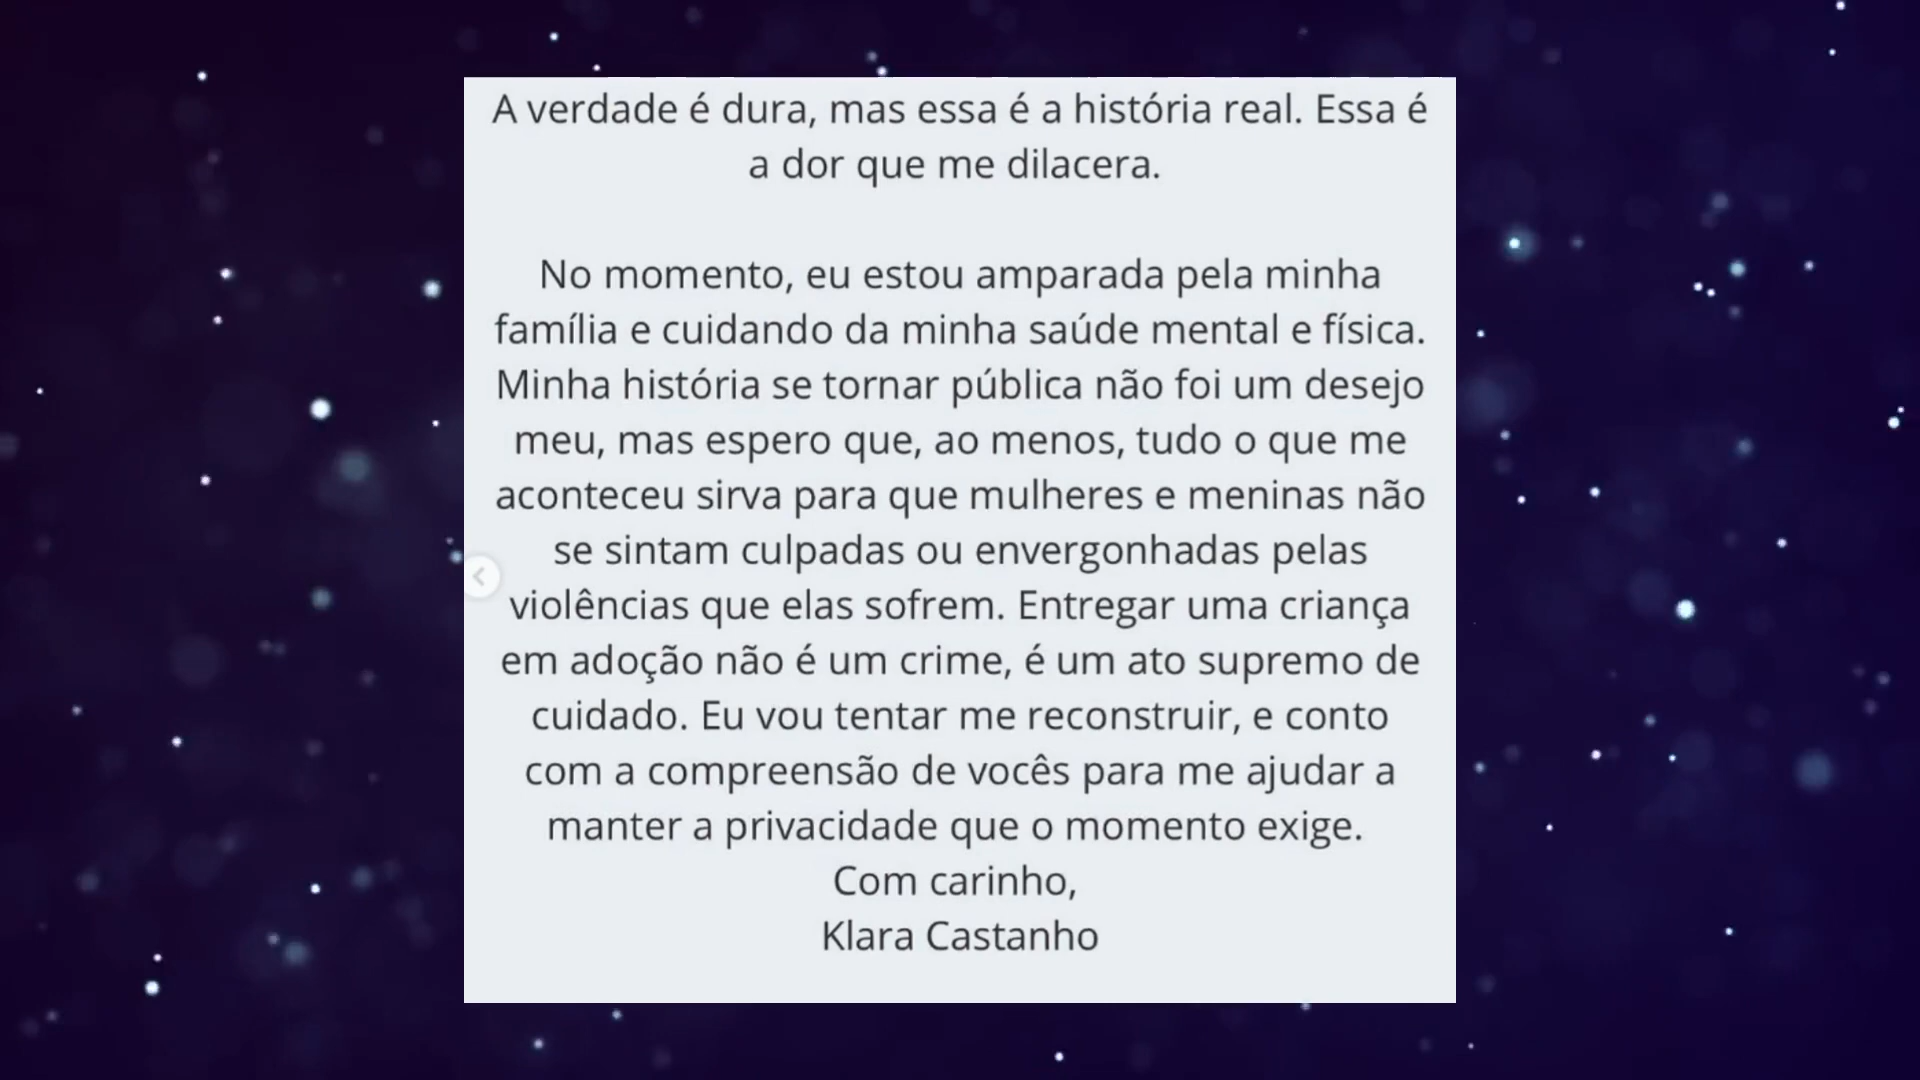 A verdade é dura, mas essa é a história real. Essa é
a dor que me dilacera.
No momento, eu estou amparada pela minha
família e cuidando da minha saúde mental e física.
Minha história se tornar pública não foi um desejo
meu, mas espero que, ao menos, tudo o que me
aconteceu sirva para que mulheres e meninas não
se sintam culpadas ou envergonhadas pelas
violências que elas sofrem. Entregar uma criança
em adoção não é um crime, é um ato supremo de
cuidado. Eu vou tentar me reconstruir, e conto
com a compreensão de vocês para me ajudar a
manter a privacidade que o momento exige.
Com carinho,
Klara Castanho